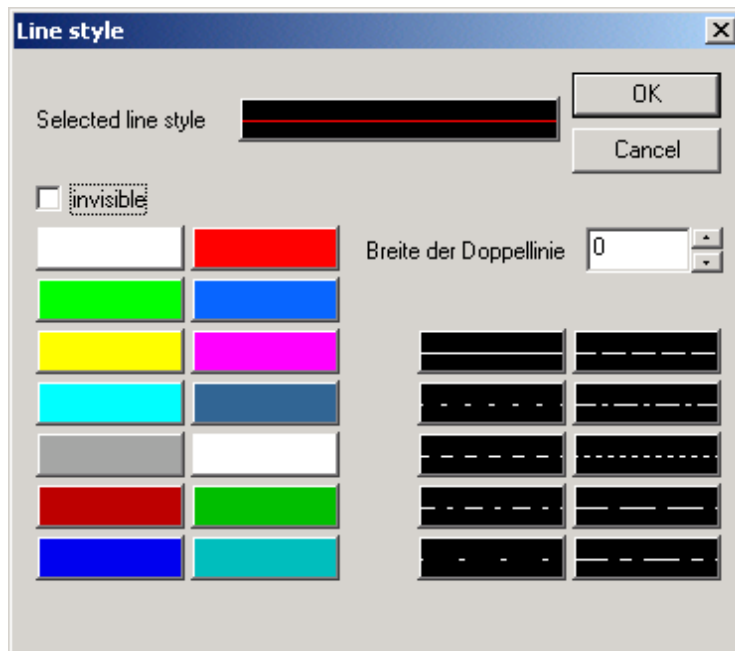 Line style
OK
Selected line style
Cancel
invisible
Breite der Doppellinie 0